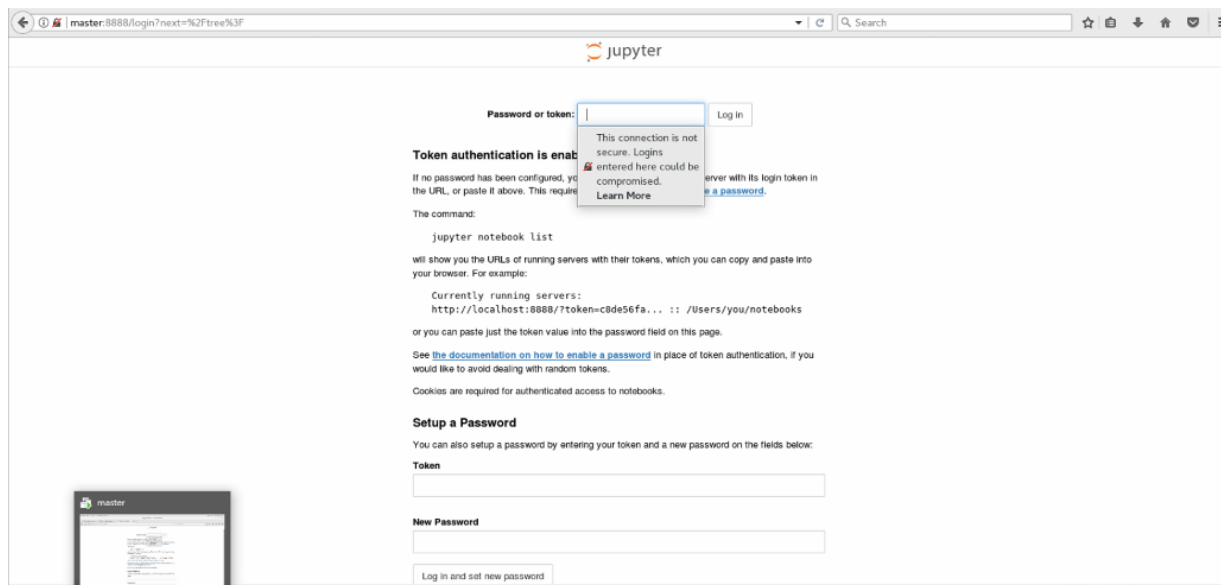 master:8888/login?next=%2Ftree%3F
Search
jupyter
Password or token:
Log in
This connection is not
secure. Logins
entered here could be
compromised.
Learn More
Token authentication is enab
If no password has been configured, yo erver with its login token in
the URL, or paste it above. This require e a password.
The command:
jupyter notebook list
will show you the URLs of running servers with their tokens, which you can copy and paste into
your browser. For example:
Currently running servers:
http://localhost:8888/?token=c8de56fa... :: /Users/you/notebooks
or you can paste just the token value into the password field on this page.
See the documentation on how to enable a password in place of token authentication, if you
would like to avoid dealing with random tokens.
Cookies are required for authenticated access to notebooks.
Setup a Password
You can also setup a password by entering your token and a new password on the fields below:
Token
New Password
Log in and set new password
master